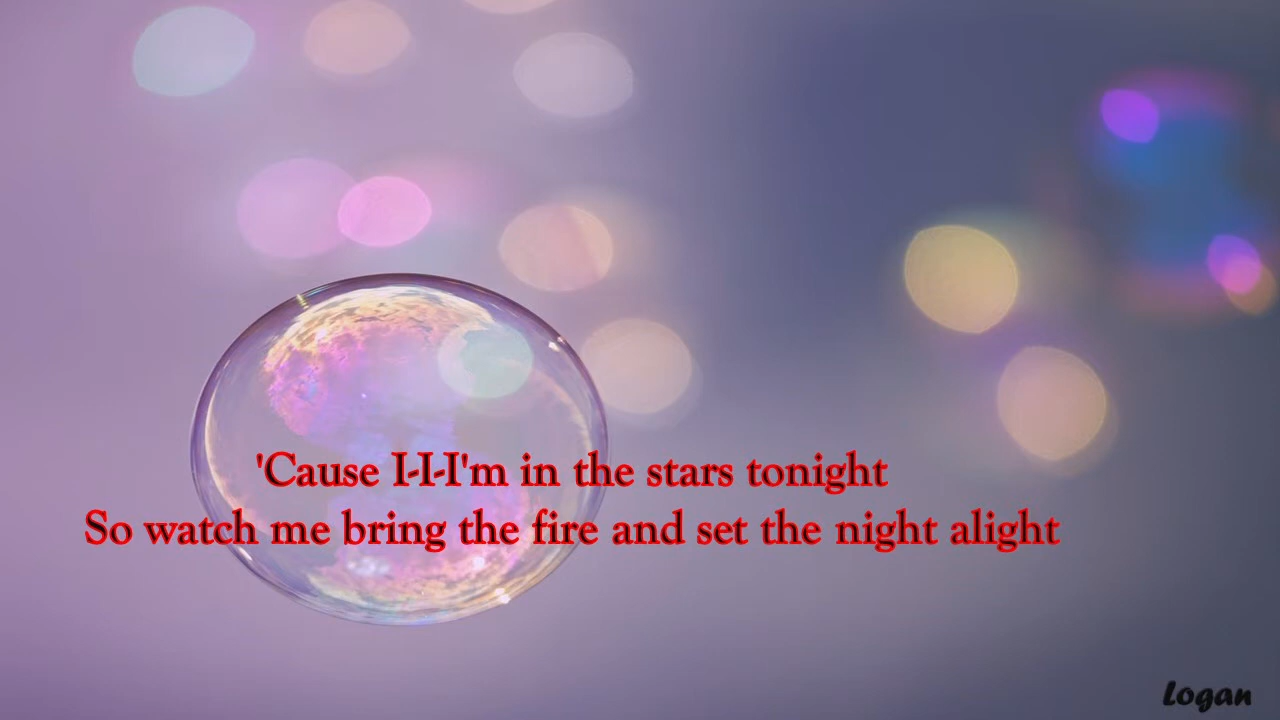 'Cause I-I-I'm in the stars tonight
So watch me bring the fire and set the night alight
Logan